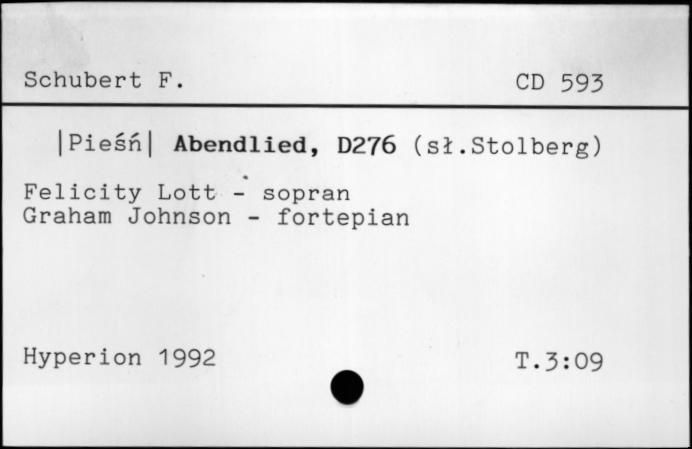 Schubert F. CD 593
|Pieśń| Abendlied, D276 (sł.Stolberg)
Felicity Lott - sopran
Graham Johnson - fortepian
Hyperion 1992 T.3:09